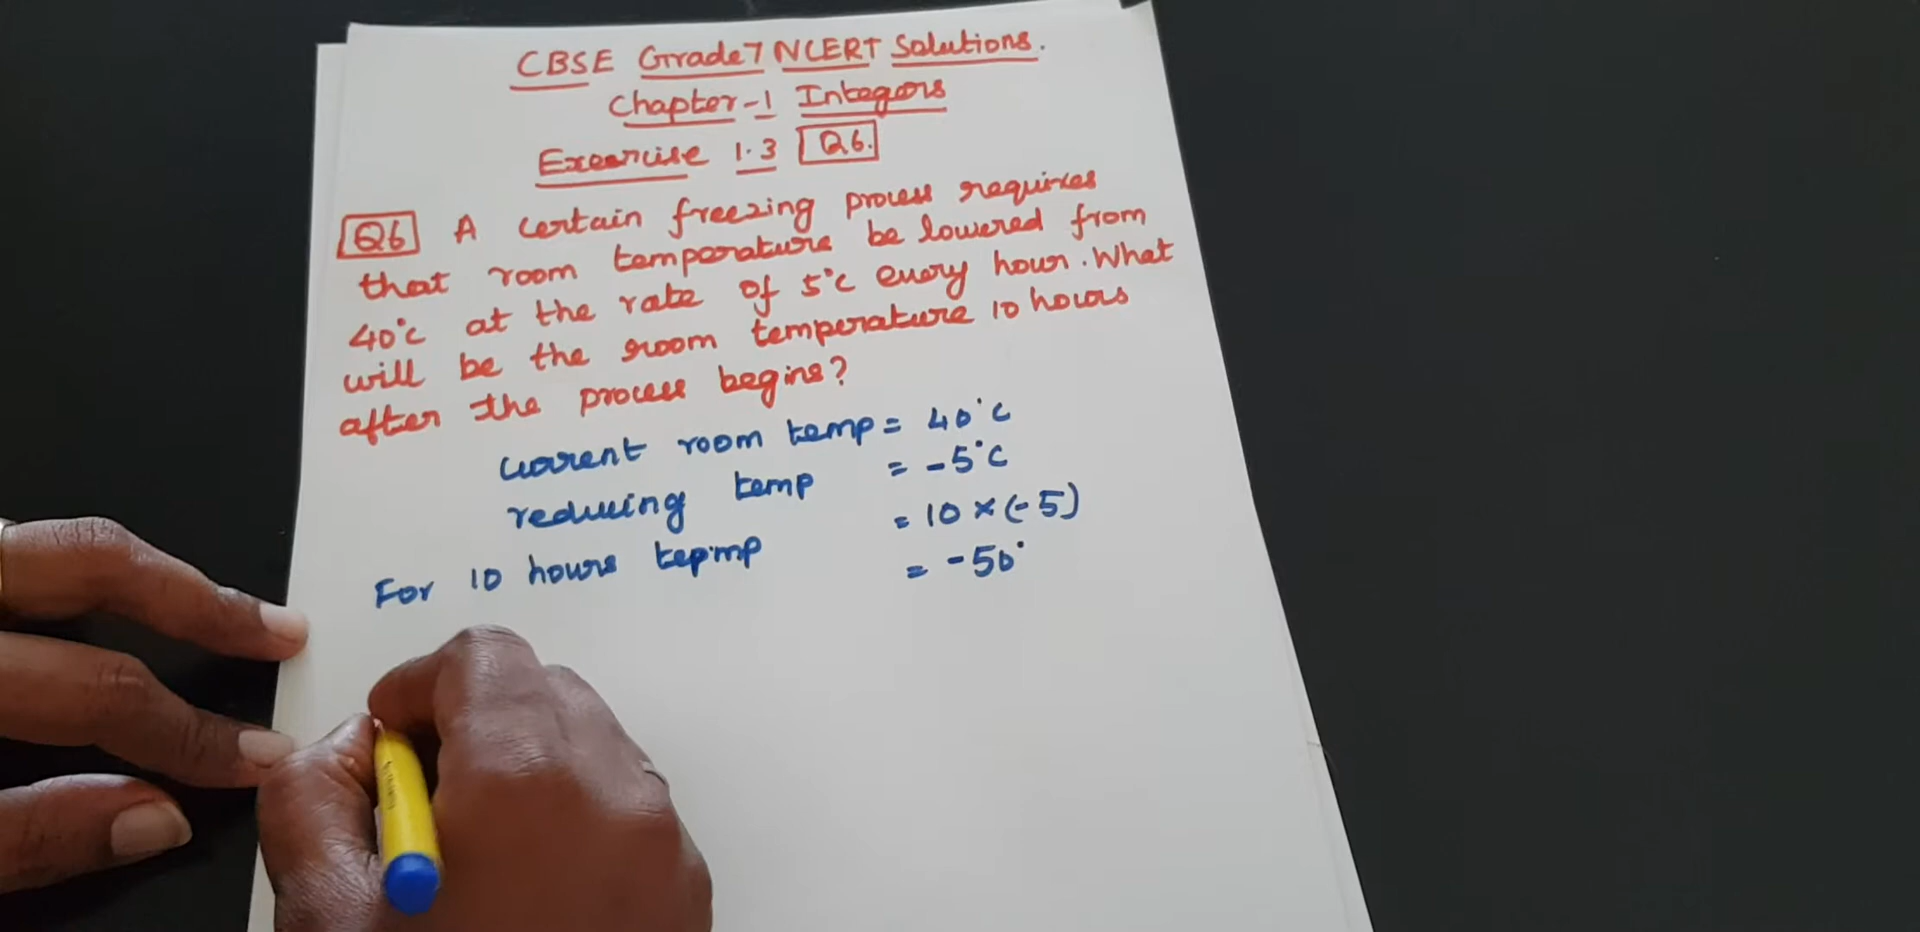 CBSE Grade 7 NCERT Solutions.
Chapter-1 Integers
Exercise 1.3 Q6.
Q6 A certain freezing process requires
that room temperature be lowered from
40°C at the rate of 5°C every hour. What
will be the room temperature 10 hours
after the process begins?
current room temp = 40°C
reducing temp = -5°C
For 10 hours temp = 10 × (-5)
= -50°